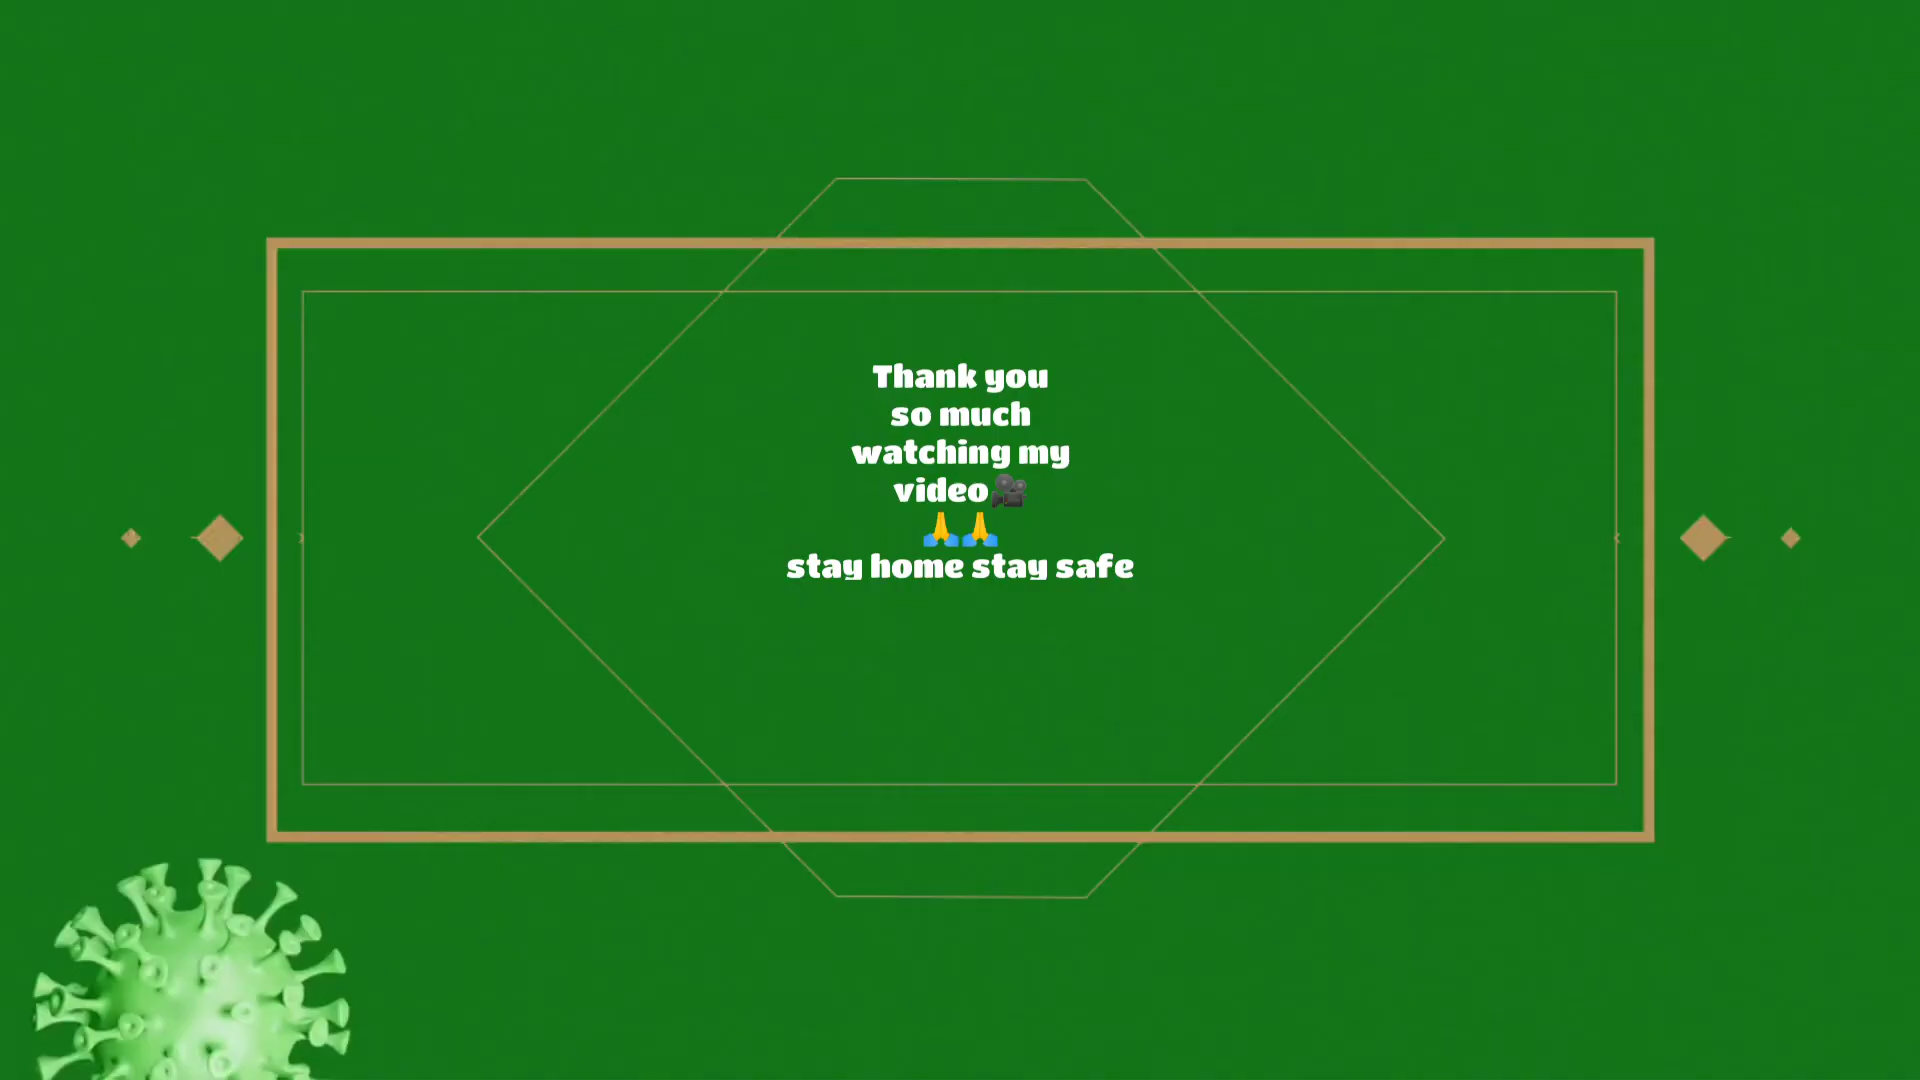 Thank you
so much
watching my
video🎥
🙏🙏
stay home stay safe